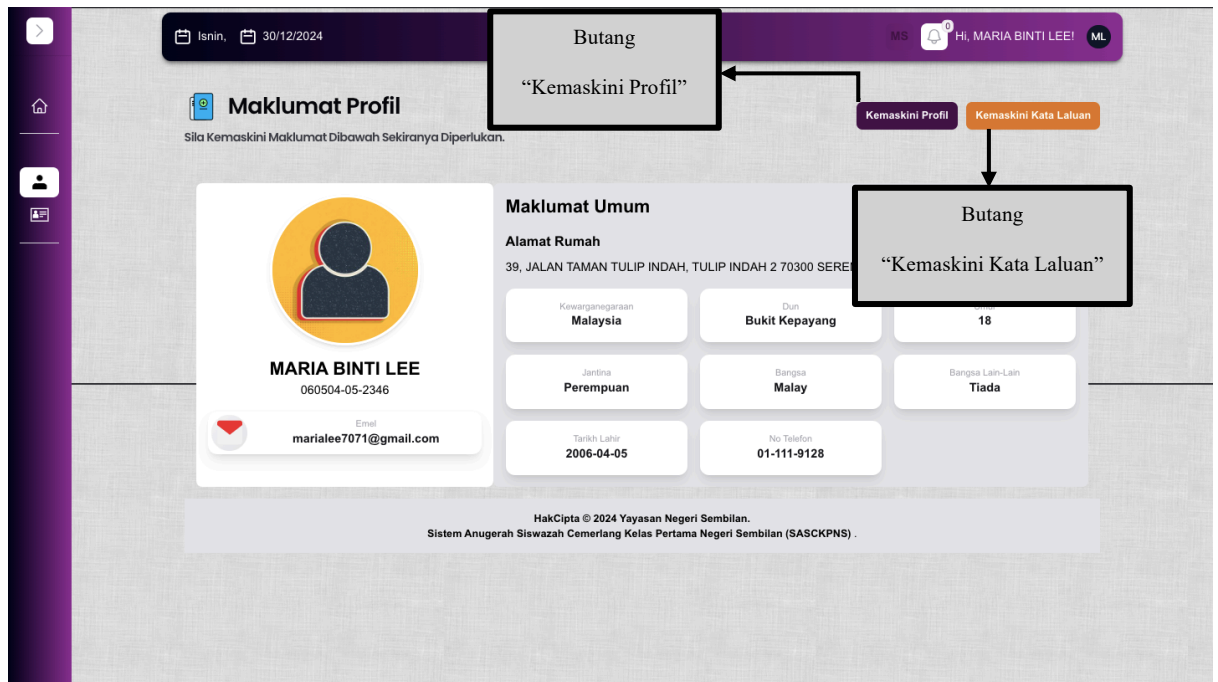 Isnin, 30/12/2024
MS 0 Hi, MARIA BINTI LEE! ML
Butang
“Kemaskini Profil”
Maklumat Profil
Sila Kemaskini Maklumat Dibawah Sekiranya Diperlukan.
Kemaskini Profil Kemaskini Kata Laluan
Butang
“Kemaskini Kata Laluan”
MARIA BINTI LEE
060504-05-2346
Emel
marialee7071@gmail.com
Maklumat Umum
Alamat Rumah
39, JALAN TAMAN TULIP INDAH, TULIP INDAH 2 70300
Kewarganegaraan
Malaysia
Dun
Bukit Kepayang
18
Jantina
Perempuan
Bangsa
Malay
Bangsa Lain-Lain
Tiada
Tarikh Lahir
2006-04-05
No Telefon
01-111-9128
HakCipta © 2024 Yayasan Negeri Sembilan.
Sistem Anugerah Siswazah Cemerlang Kelas Pertama Negeri Sembilan (SASCKPNS) .